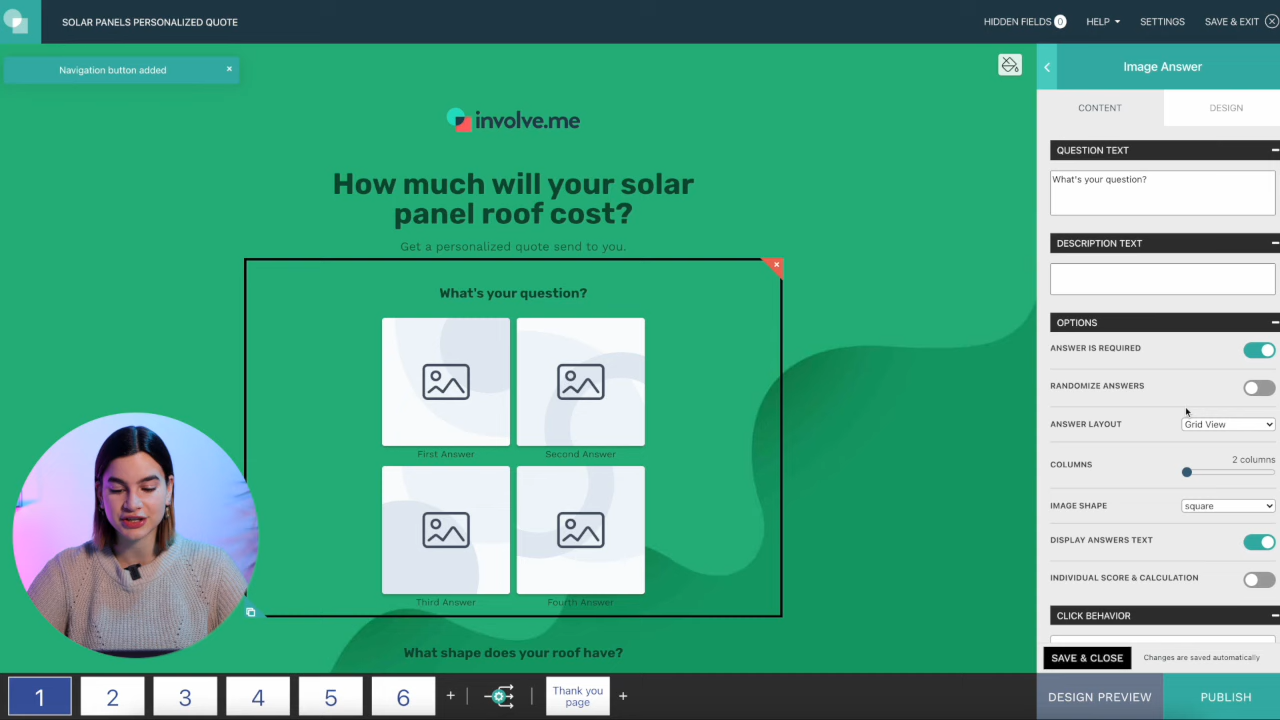 SOLAR PANELS PERSONALIZED QUOTE
HIDDEN FIELDS 0
HELP
SETTINGS
SAVE & EXIT
Navigation button added
involve.me
How much will your solar
panel roof cost?
Get a personalized quote send to you.
What's your question?
First Answer
Second Answer
Third Answer
Fourth Answer
What shape does your roof have?
Image Answer
CONTENT
DESIGN
QUESTION TEXT
What's your question?
DESCRIPTION TEXT
OPTIONS
ANSWER IS REQUIRED
RANDOMIZE ANSWERS
ANSWER LAYOUT
Grid View
COLUMNS
2 columns
IMAGE SHAPE
square
DISPLAY ANSWERS TEXT
INDIVIDUAL SCORE & CALCULATION
CLICK BEHAVIOR
SAVE & CLOSE
Changes are saved automatically
1
2
3
4
5
6
+
Thank you
page
+
DESIGN PREVIEW
PUBLISH